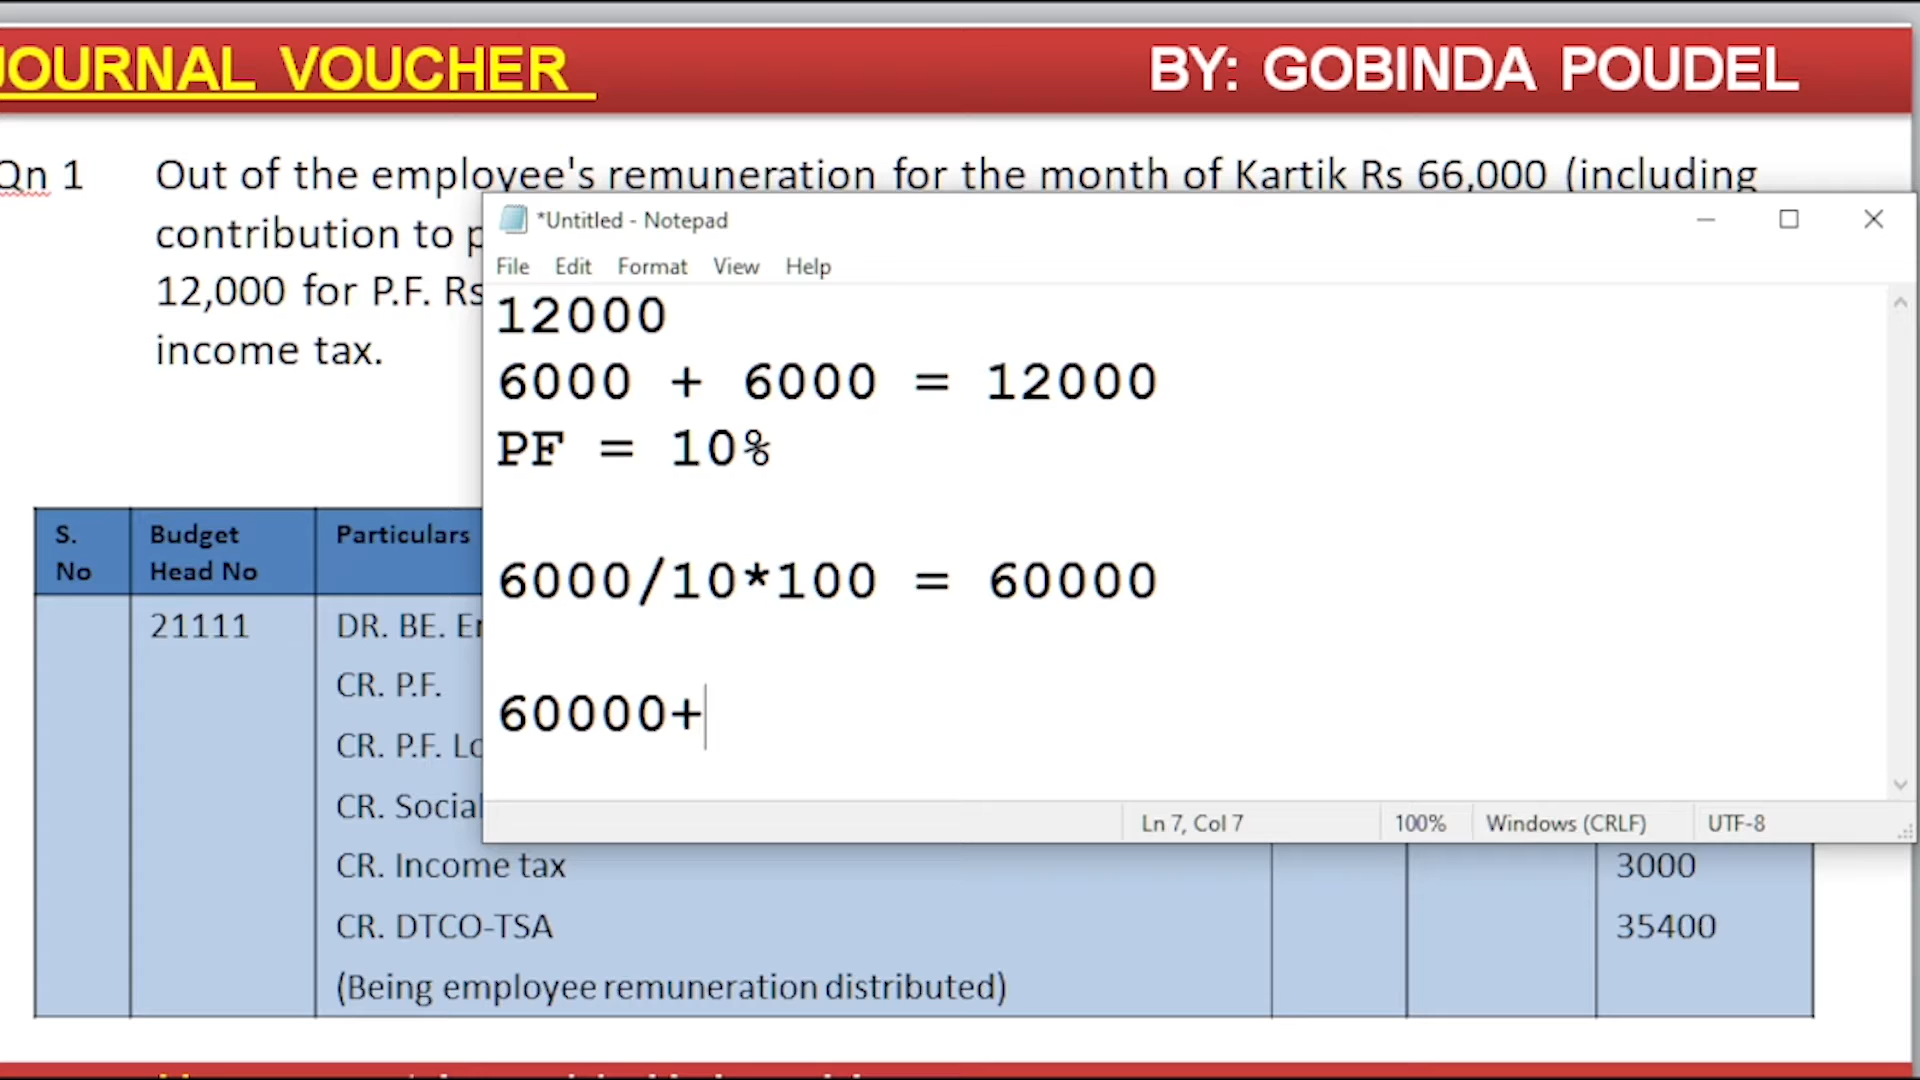 JOURNAL VOUCHER
BY: GOBINDA POUDEL
Qn 1
Out of the employee's remuneration for the month of Kartik Rs 66,000 (including
contribution to p
12,000 for P.F. Rs
income tax.
*Untitled - Notepad
File Edit Format View Help
12000
6000 + 6000 = 12000
PF = 10%
6000/10*100 = 60000
60000+
Ln 7, Col 7
100%
Windows (CRLF)
UTF-8
S. No
Budget Head No
Particulars
21111
DR. BE. E
CR. P.F.
CR. P.F. Lo
CR. Social
CR. Income tax
3000
CR. DTCO-TSA
35400
(Being employee remuneration distributed)